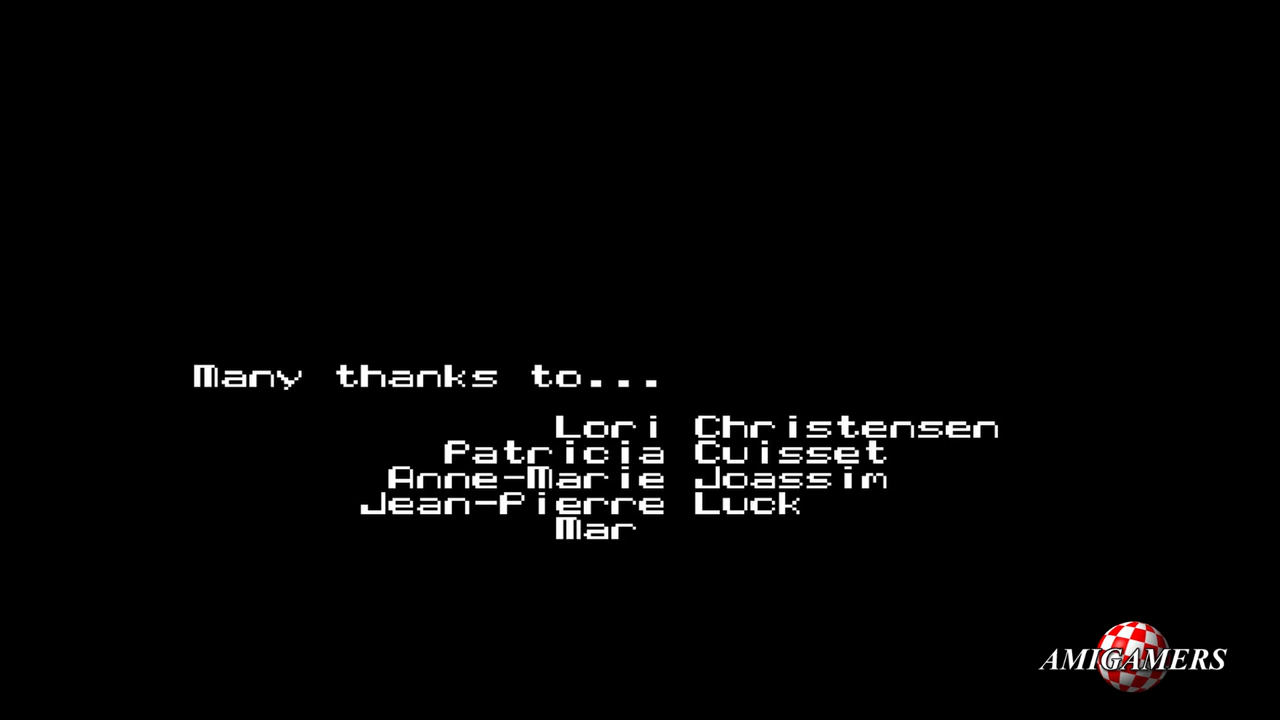 Many thanks to...
Lori Christensen
Patricia Cuisset
Anne-Marie Joassim
Jean-Pierre Luck
Mar
AMIGAMERS